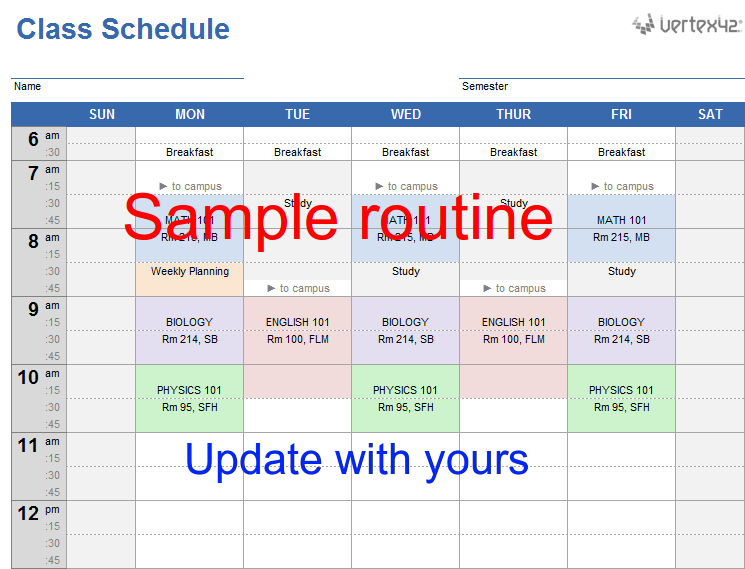 Class Schedule
vertex42
Name
Semester
SUN MON TUE WED THUR FRI SAT
6 am
:30 Breakfast Breakfast Breakfast Breakfast Breakfast
7 am
:15 ► to campus ► to campus ► to campus
:30 Study Study
Sample routine
:45 MATH 101 MATH 101 MATH 101
8 am Rm 215, MB Rm 215, MB Rm 215, MB
:15
:30 Weekly Planning Study Study
:45 ► to campus ► to campus
9 am
:15 BIOLOGY ENGLISH 101 BIOLOGY ENGLISH 101 BIOLOGY
:30 Rm 214, SB Rm 100, FLM Rm 214, SB Rm 100, FLM Rm 214, SB
:45
10 am
:15 PHYSICS 101 PHYSICS 101 PHYSICS 101
:30 Rm 95, SFH Rm 95, SFH Rm 95, SFH
:45
11 am
:15
Update with yours
:30
:45
12 pm
:15
:30
:45